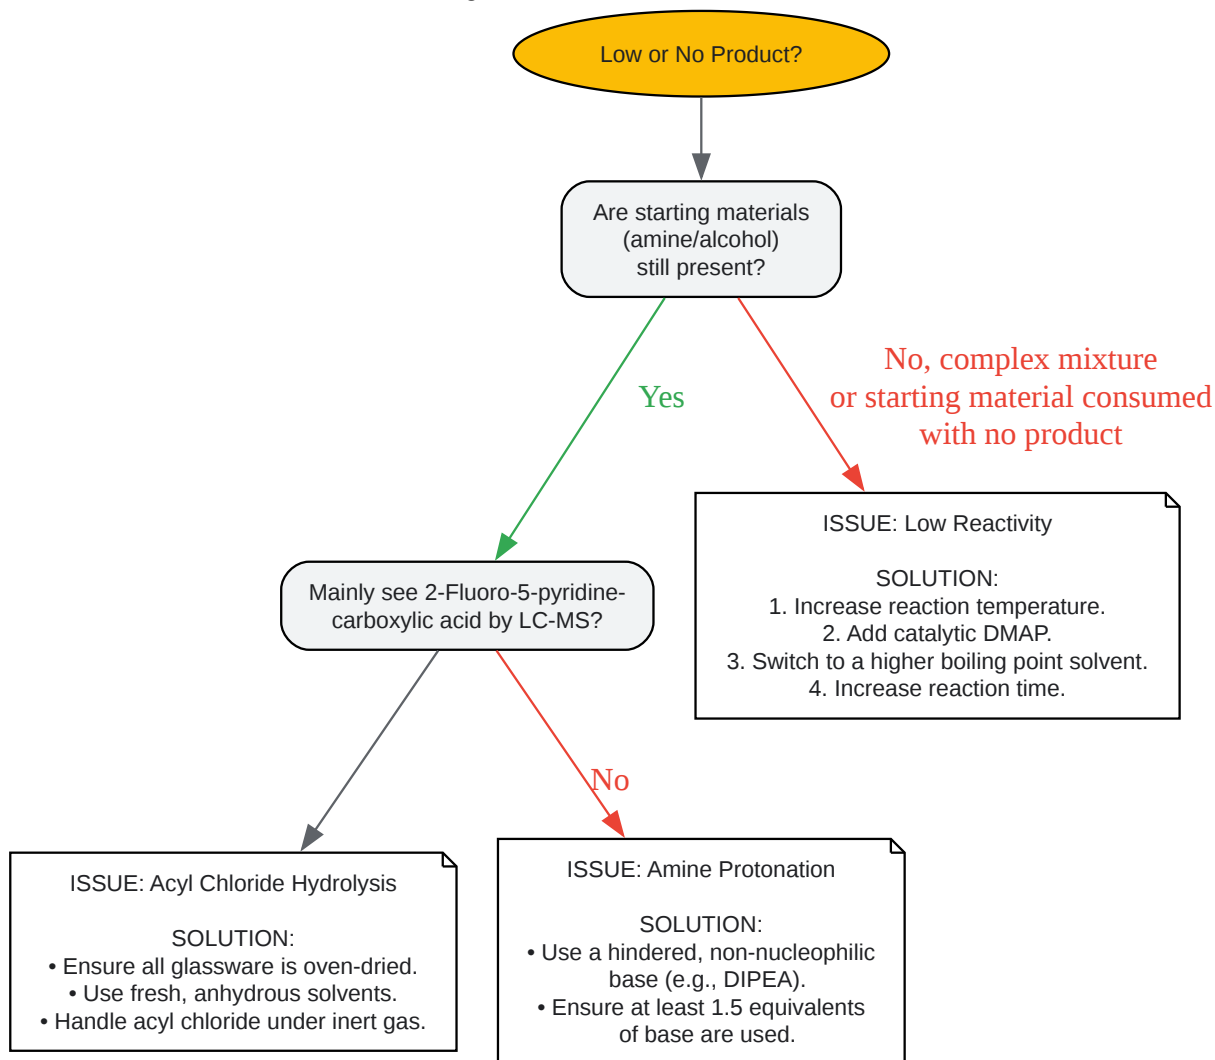 Low or No Product?
Are starting materials
(amine/alcohol)
still present?
Yes
No, complex mixture
or starting material consumed
with no product
ISSUE: Low Reactivity
SOLUTION:
1. Increase reaction temperature.
2. Add catalytic DMAP.
3. Switch to a higher boiling point solvent.
4. Increase reaction time.
Mainly see 2-Fluoro-5-pyridine-
carboxylic acid by LC-MS?
No
ISSUE: Acyl Chloride Hydrolysis
SOLUTION:
• Ensure all glassware is oven-dried.
• Use fresh, anhydrous solvents.
• Handle acyl chloride under inert gas.
ISSUE: Amine Protonation
SOLUTION:
• Use a hindered, non-nucleophilic
base (e.g., DIPEA).
• Ensure at least 1.5 equivalents
of base are used.